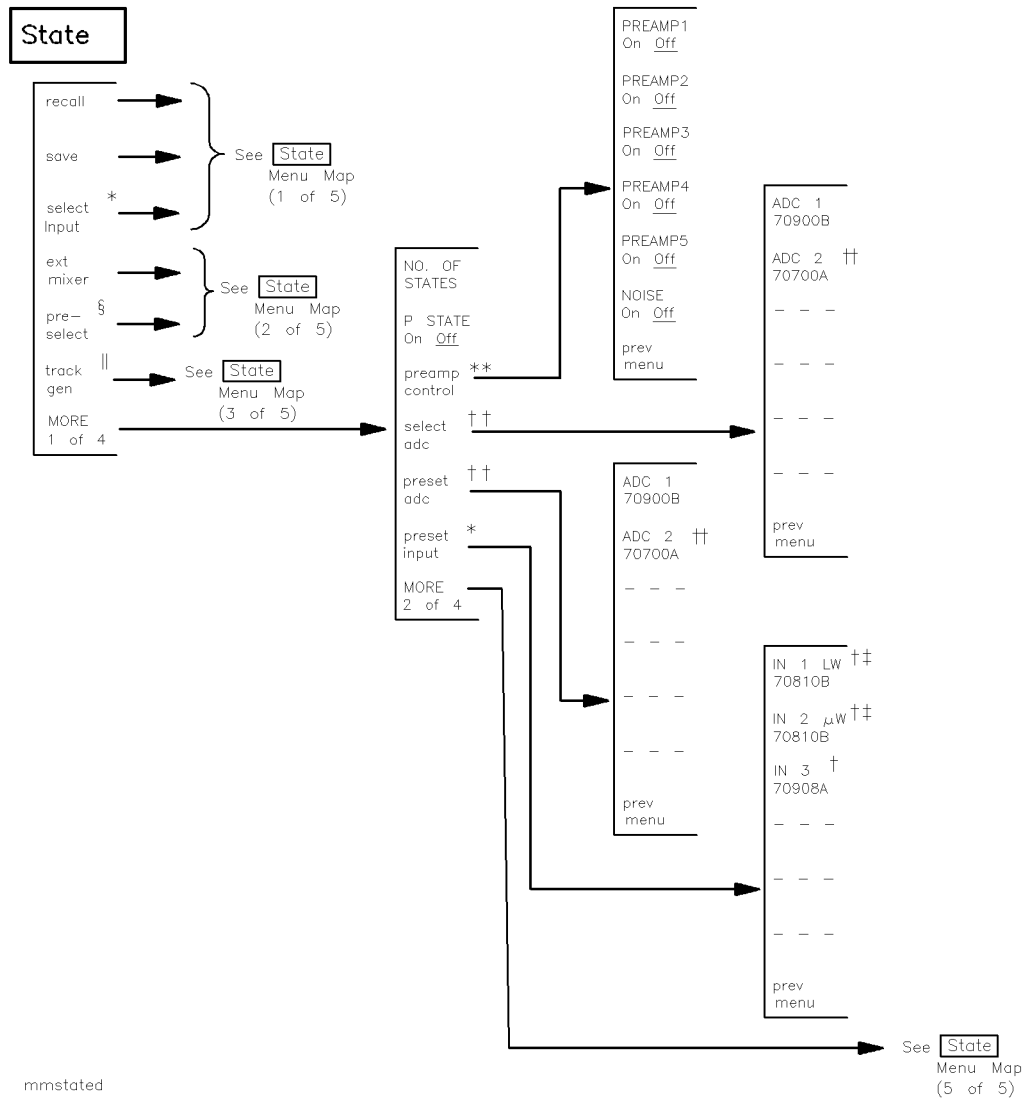 State
recall
save
select *
Input
See State
Menu Map
(1 of 5)
ext
mixer
pre- §
select
See State
Menu Map
(2 of 5)
track ||
gen
See State
Menu Map
(3 of 5)
MORE
1 of 4
NO. OF
STATES
P STATE
On Off
preamp **
control
select ††
adc
preset ††
adc
preset *
input
MORE
2 of 4
PREAMP1
On Off
PREAMP2
On Off
PREAMP3
On Off
PREAMP4
On Off
PREAMP5
On Off
NOISE
On Off
prev
menu
ADC 1
70900B
ADC 2 ††
70700A
– – –
– – –
– – –
– – –
prev
menu
ADC 1
70900B
ADC 2 ††
70700A
– – –
– – –
– – –
– – –
prev
menu
IN 1 LW †‡
70810B
IN 2 μW †‡
70810B
IN 3 †
70908A
– – –
– – –
– – –
prev
menu
See State
Menu Map
(5 of 5)
mmstated